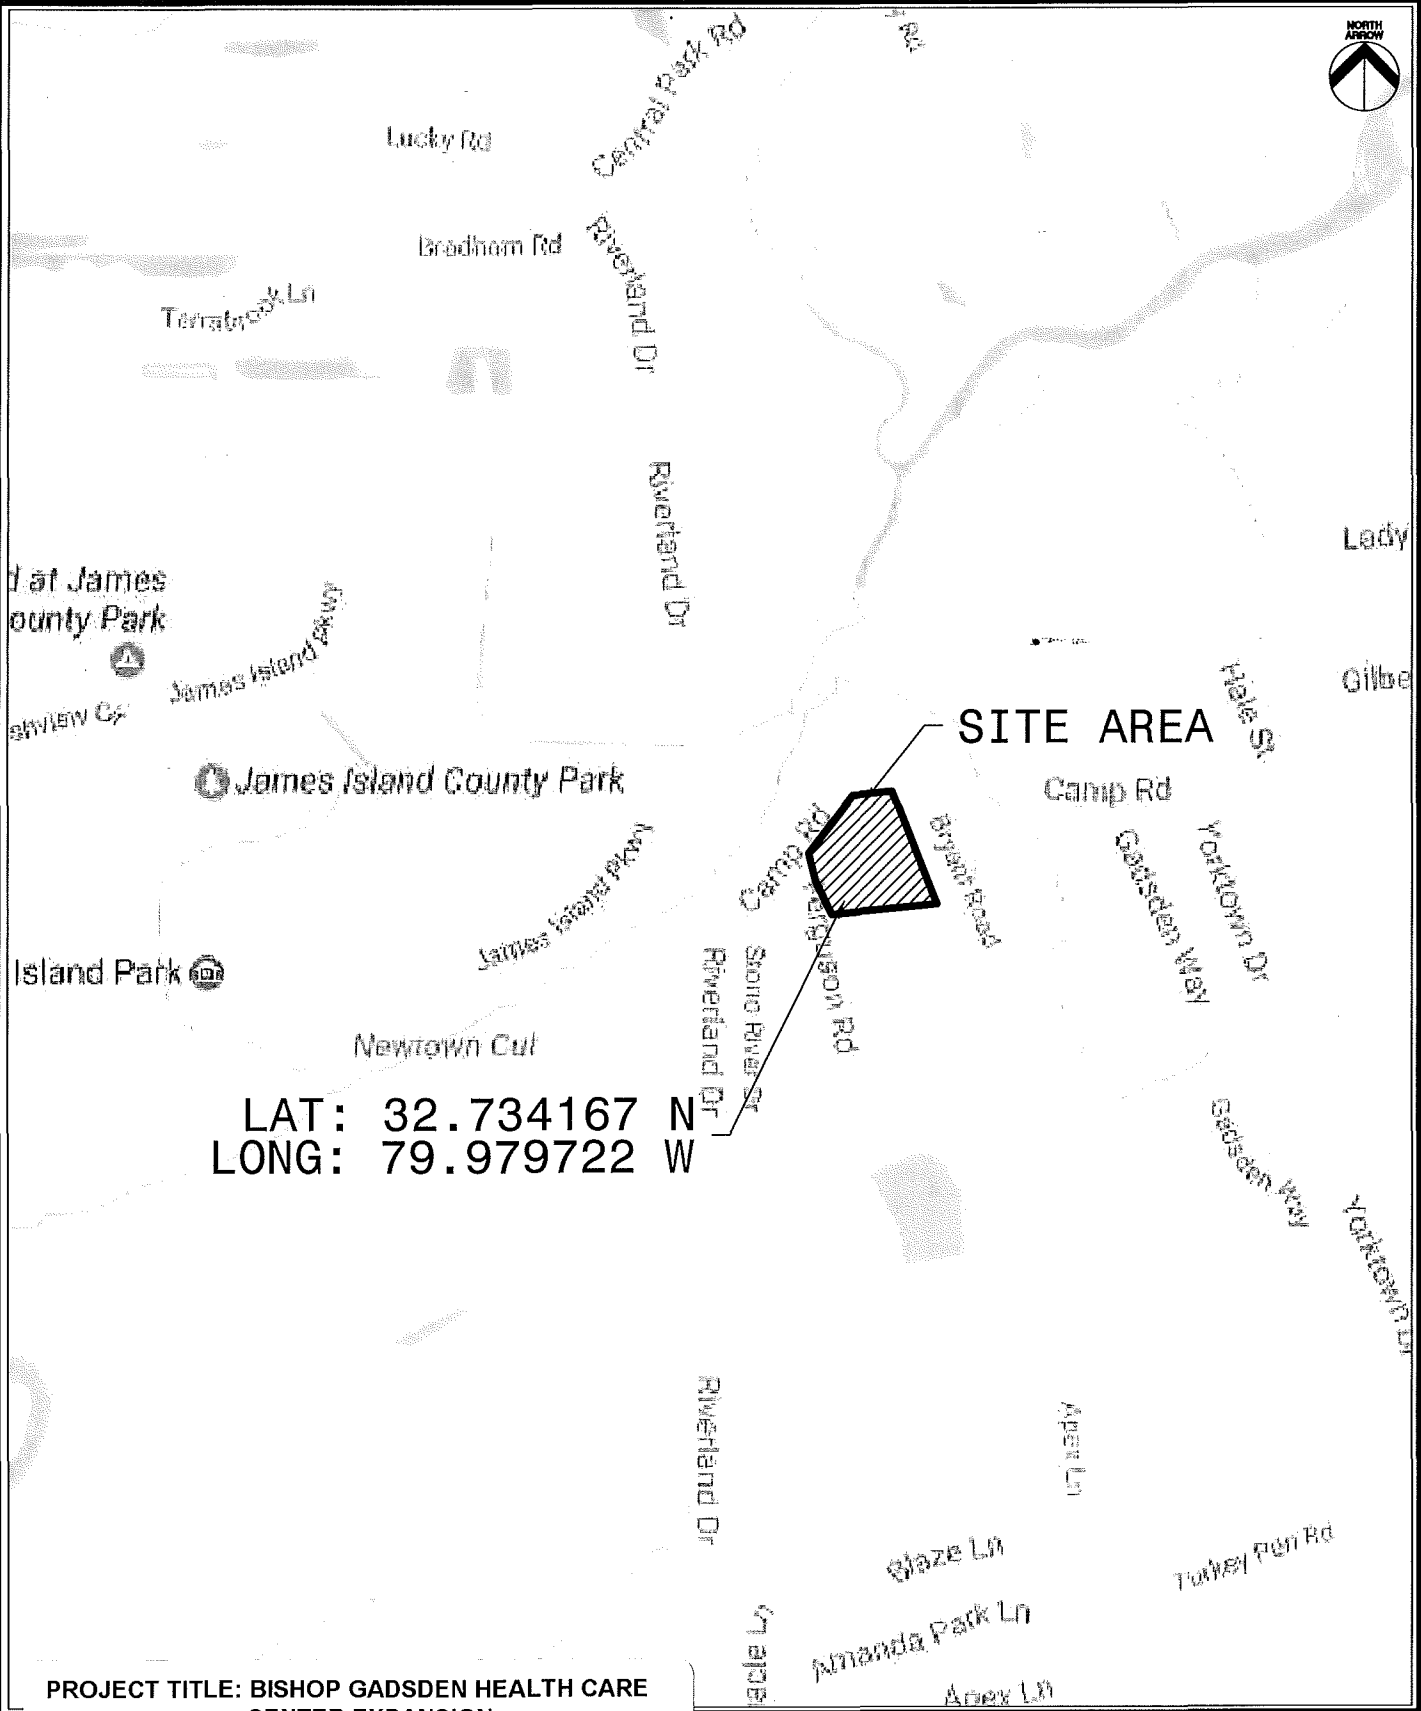 NORTH
ARROW
Central Park Rd
Rd
Lucky Rd
Riverland Dr
Bradham Rd
Terrabrook Ln
Riverland Dr
Lady
d at James
ounty Park
James Island Pkwy
Gilbe
Hale St
SITE AREA
James Island County Park
Camp Rd
Camp Rd
Bryant Road
Gadsden Way
Yorktown Dr
James Island Pkwy
Ferguson Rd
Riverland Dr
Stono River Dr
Island Park
Newtown Cut
LAT: 32.734167 N
LONG: 79.979722 W
Gadsden Way
Yorktown Dr
Riverland Dr
Apex Ln
Blaze Ln
Turkey Pen Rd
Amanda Park Ln
Apex Ln
PROJECT TITLE: BISHOP GADSDEN HEALTH CARE
CENTER EXPANSION